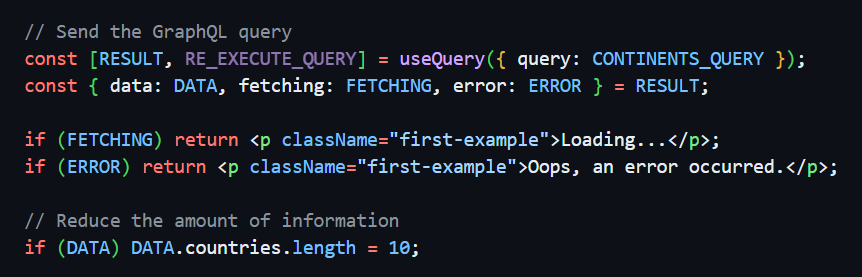 // Send the GraphQL query
const [RESULT, RE_EXECUTE_QUERY] = useQuery({ query: CONTINENTS_QUERY });
const { data: DATA, fetching: FETCHING, error: ERROR } = RESULT;
if (FETCHING) return <p className="first-example">Loading...</p>;
if (ERROR) return <p className="first-example">Oops, an error occurred.</p>;
// Reduce the amount of information
if (DATA) DATA.countries.length = 10;